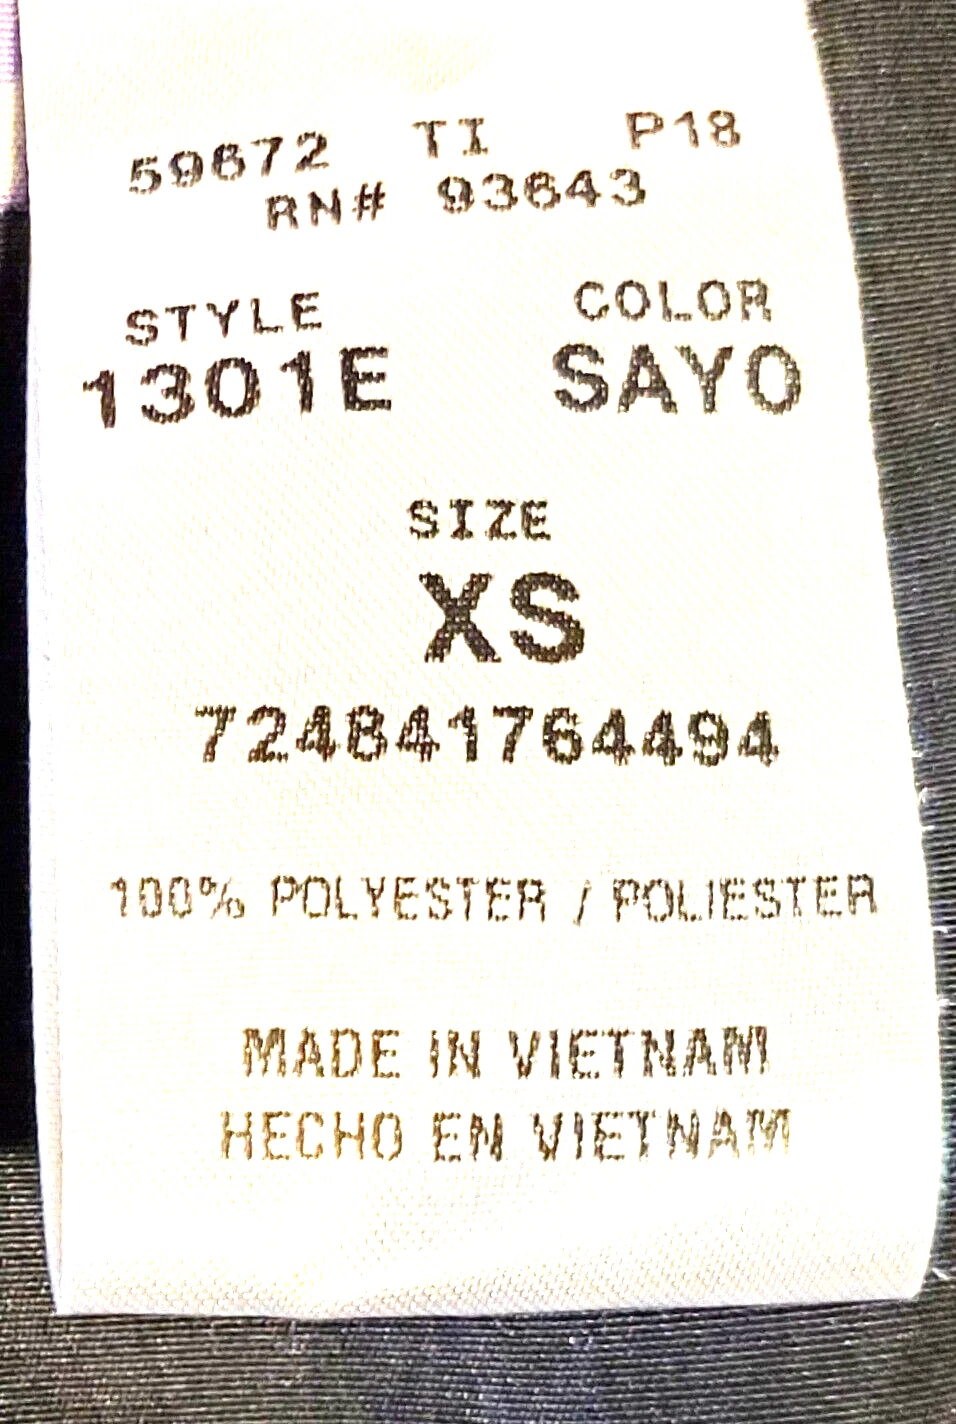 59672 TI P18
RN# 93643
STYLE COLOR
1301E SAYO
SIZE
XS
724841764494
100% POLYESTER / POLIESTER
MADE IN VIETNAM
HECHO EN VIETNAM